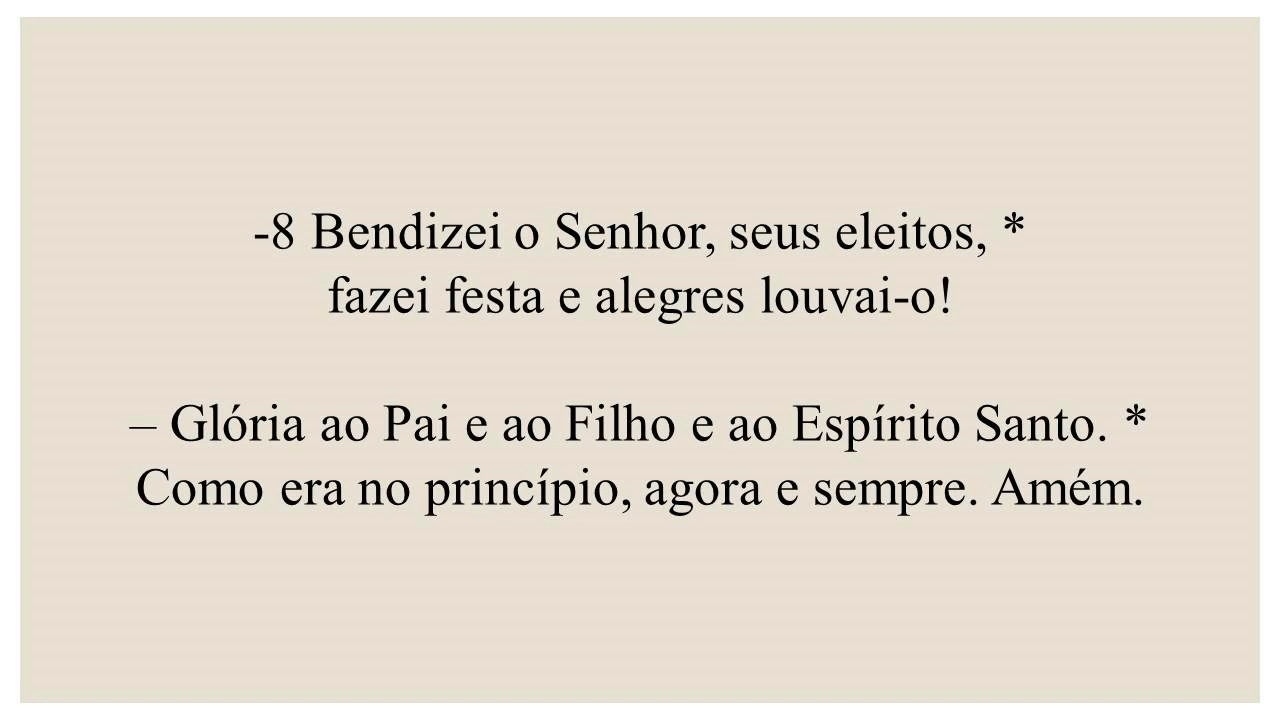 -8 Bendizei o Senhor, seus eleitos, *
fazei festa e alegres louvai-o!
– Glória ao Pai e ao Filho e ao Espírito Santo. *
Como era no princípio, agora e sempre. Amém.